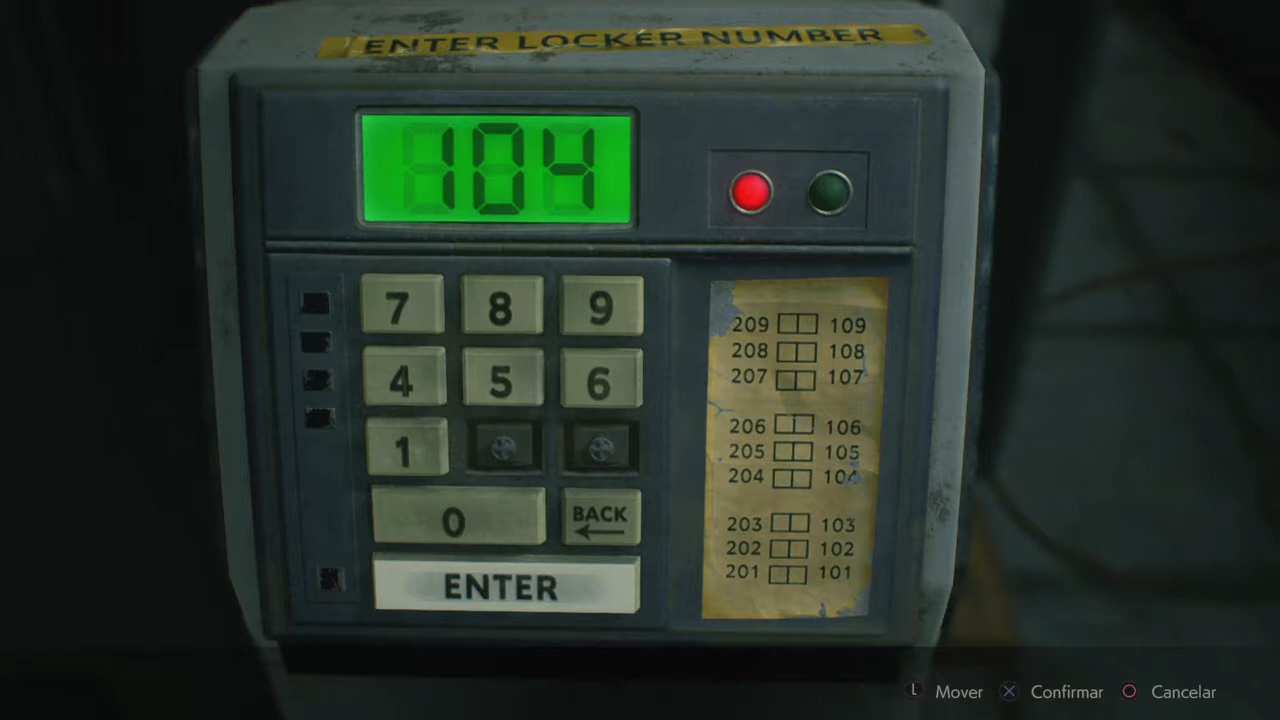 ENTER LOCKER NUMBER
104
7 8 9
4 5 6
1
0 BACK
ENTER
209 109
208 108
207 107
206 106
205 105
204 104
203 103
202 102
201 101
L Mover Confirmar Cancelar